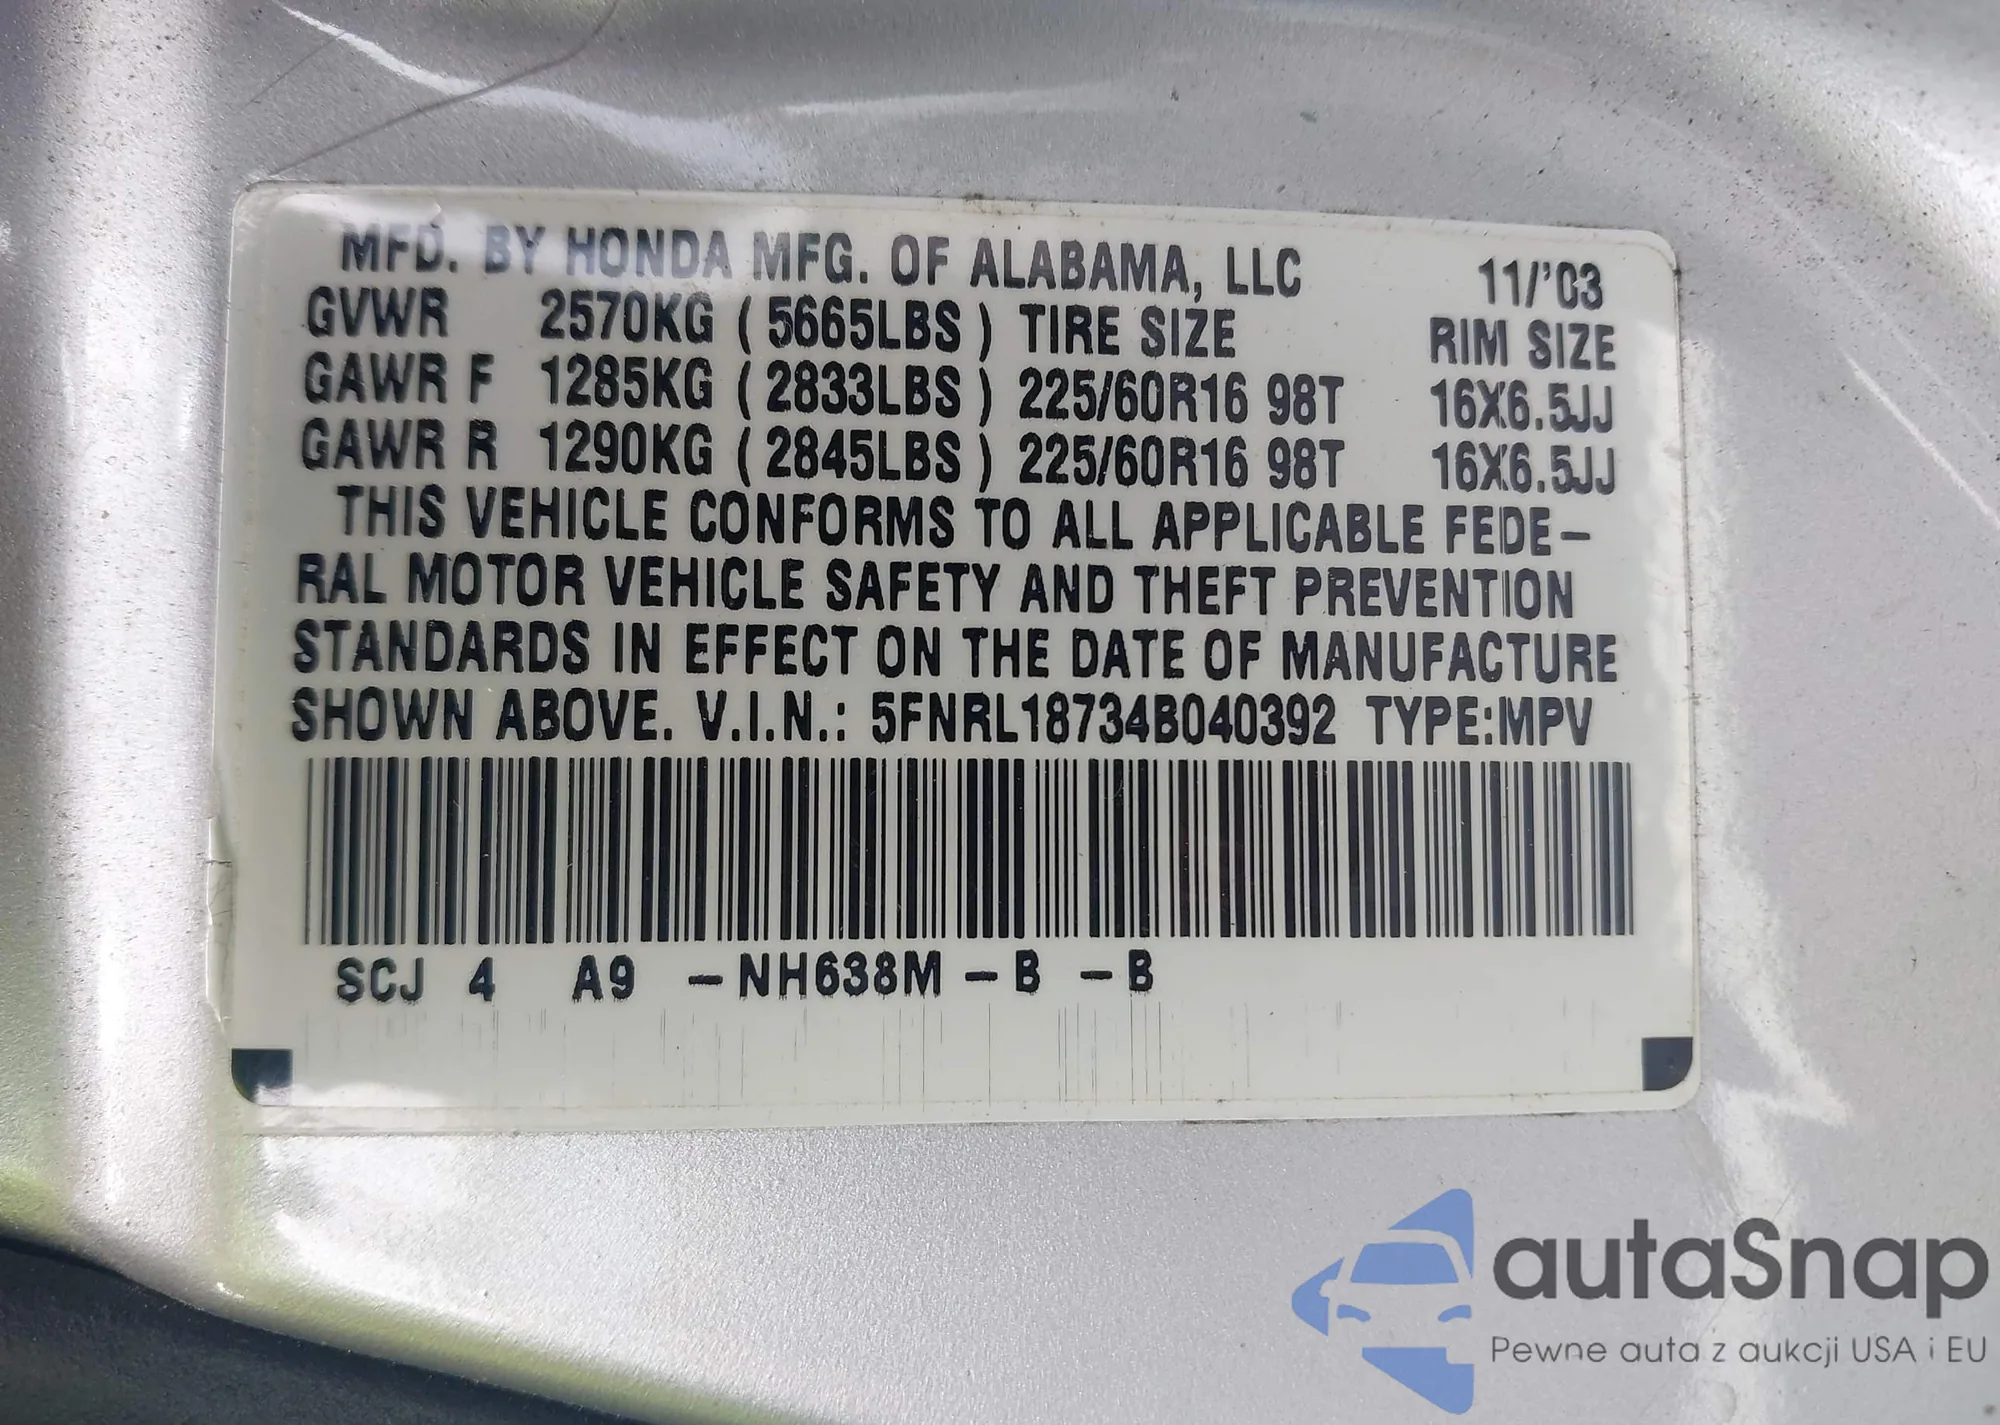 MFD. BY HONDA MFG. OF ALABAMA, LLC 11/'03
GVWR 2570KG (5665LBS) TIRE SIZE RIM SIZE
GAWR F 1285KG (2833LBS) 225/60R16 98T 16X6.5JJ
GAWR R 1290KG (2845LBS) 225/60R16 98T 16X6.5JJ
THIS VEHICLE CONFORMS TO ALL APPLICABLE FEDE-
RAL MOTOR VEHICLE SAFETY AND THEFT PREVENTION
STANDARDS IN EFFECT ON THE DATE OF MANUFACTURE
SHOWN ABOVE. V.I.N.: 5FNRL18734B040392 TYPE:MPV
SCJ 4 A9 -NH638M -B -B
autoSnap
Pewne auta z aukcji USA i EU